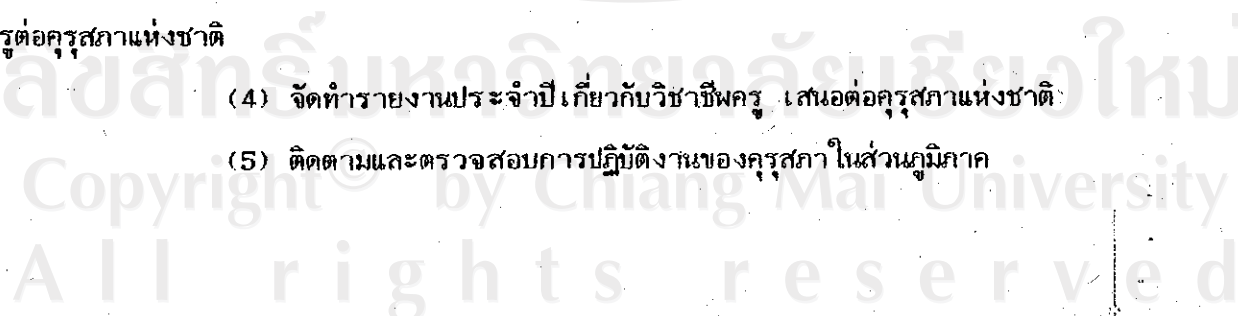 รูต่อคุรุสภาแห่งชาติ
ลิขสิทธิ์มหาวิทยาลัยเชียงใหม่
(4) จัดทำรายงานประจำปีเกี่ยวกับวิชาชีพครู เสนอต่อคุรุสภาแห่งชาติ
(5) ติดตามและตรวจสอบการปฏิบัติงานของคุรุสภาในส่วนภูมิภาค
Copyright© by Chiang Mai University
All rights reserved